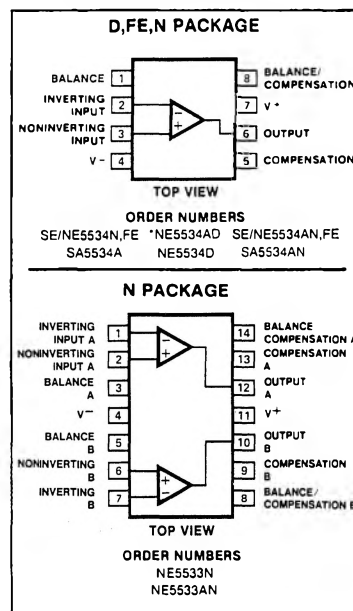 D,FE,N PACKAGE
BALANCE 1
INVERTING INPUT 2
NONINVERTING INPUT 3
V- 4
8 BALANCE/ COMPENSATION
7 V+
6 OUTPUT
5 COMPENSATION
- +
TOP VIEW
ORDER NUMBERS
SE/NE5534N,FE *NE5534AD SE/NE5534AN,FE
SA5534A NE5534D SA5534AN
N PACKAGE
INVERTING INPUT A 1
NONINVERTING INPUT A 2
BALANCE A 3
V- 4
BALANCE B 5
NONINVERTING B 6
INVERTING B 7
14 BALANCE COMPENSATION A
13 COMPENSATION A
12 OUTPUT A
11 V+
10 OUTPUT B
9 COMPENSATION B
8 BALANCE/ COMPENSATION B
- +
+ -
TOP VIEW
ORDER NUMBERS
NE5533N
NE5533AN